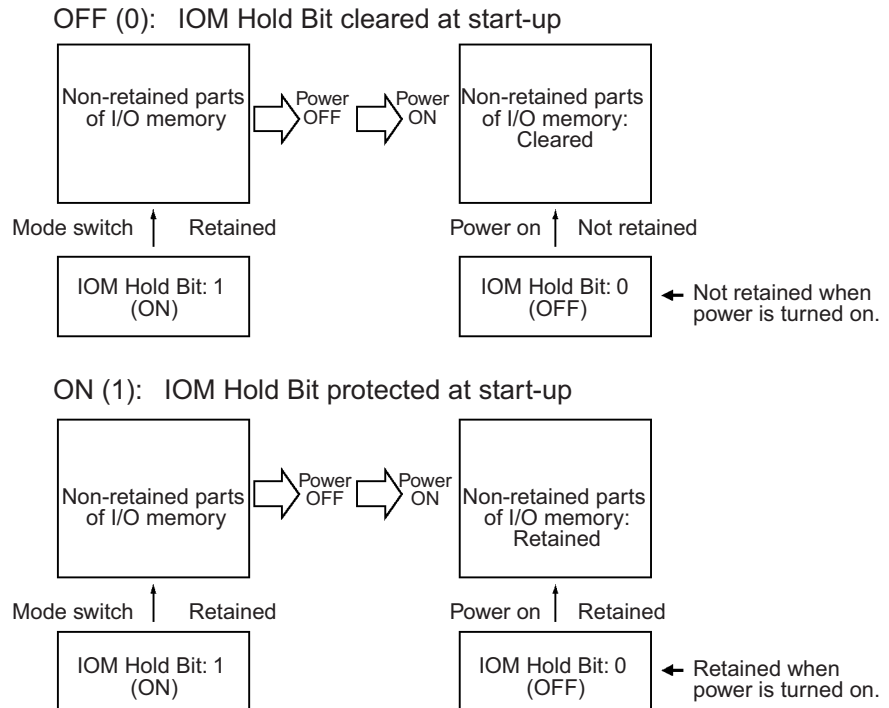 OFF (0): IOM Hold Bit cleared at start-up
Non-retained parts
of I/O memory
Power
OFF
Power
ON
Non-retained parts
of I/O memory:
Cleared
Mode switch
Retained
Power on
Not retained
IOM Hold Bit: 1
(ON)
IOM Hold Bit: 0
(OFF)
Not retained when
power is turned on.
ON (1): IOM Hold Bit protected at start-up
Non-retained parts
of I/O memory
Power
OFF
Power
ON
Non-retained parts
of I/O memory:
Retained
Mode switch
Retained
Power on
Retained
IOM Hold Bit: 1
(ON)
IOM Hold Bit: 0
(OFF)
Retained when
power is turned on.